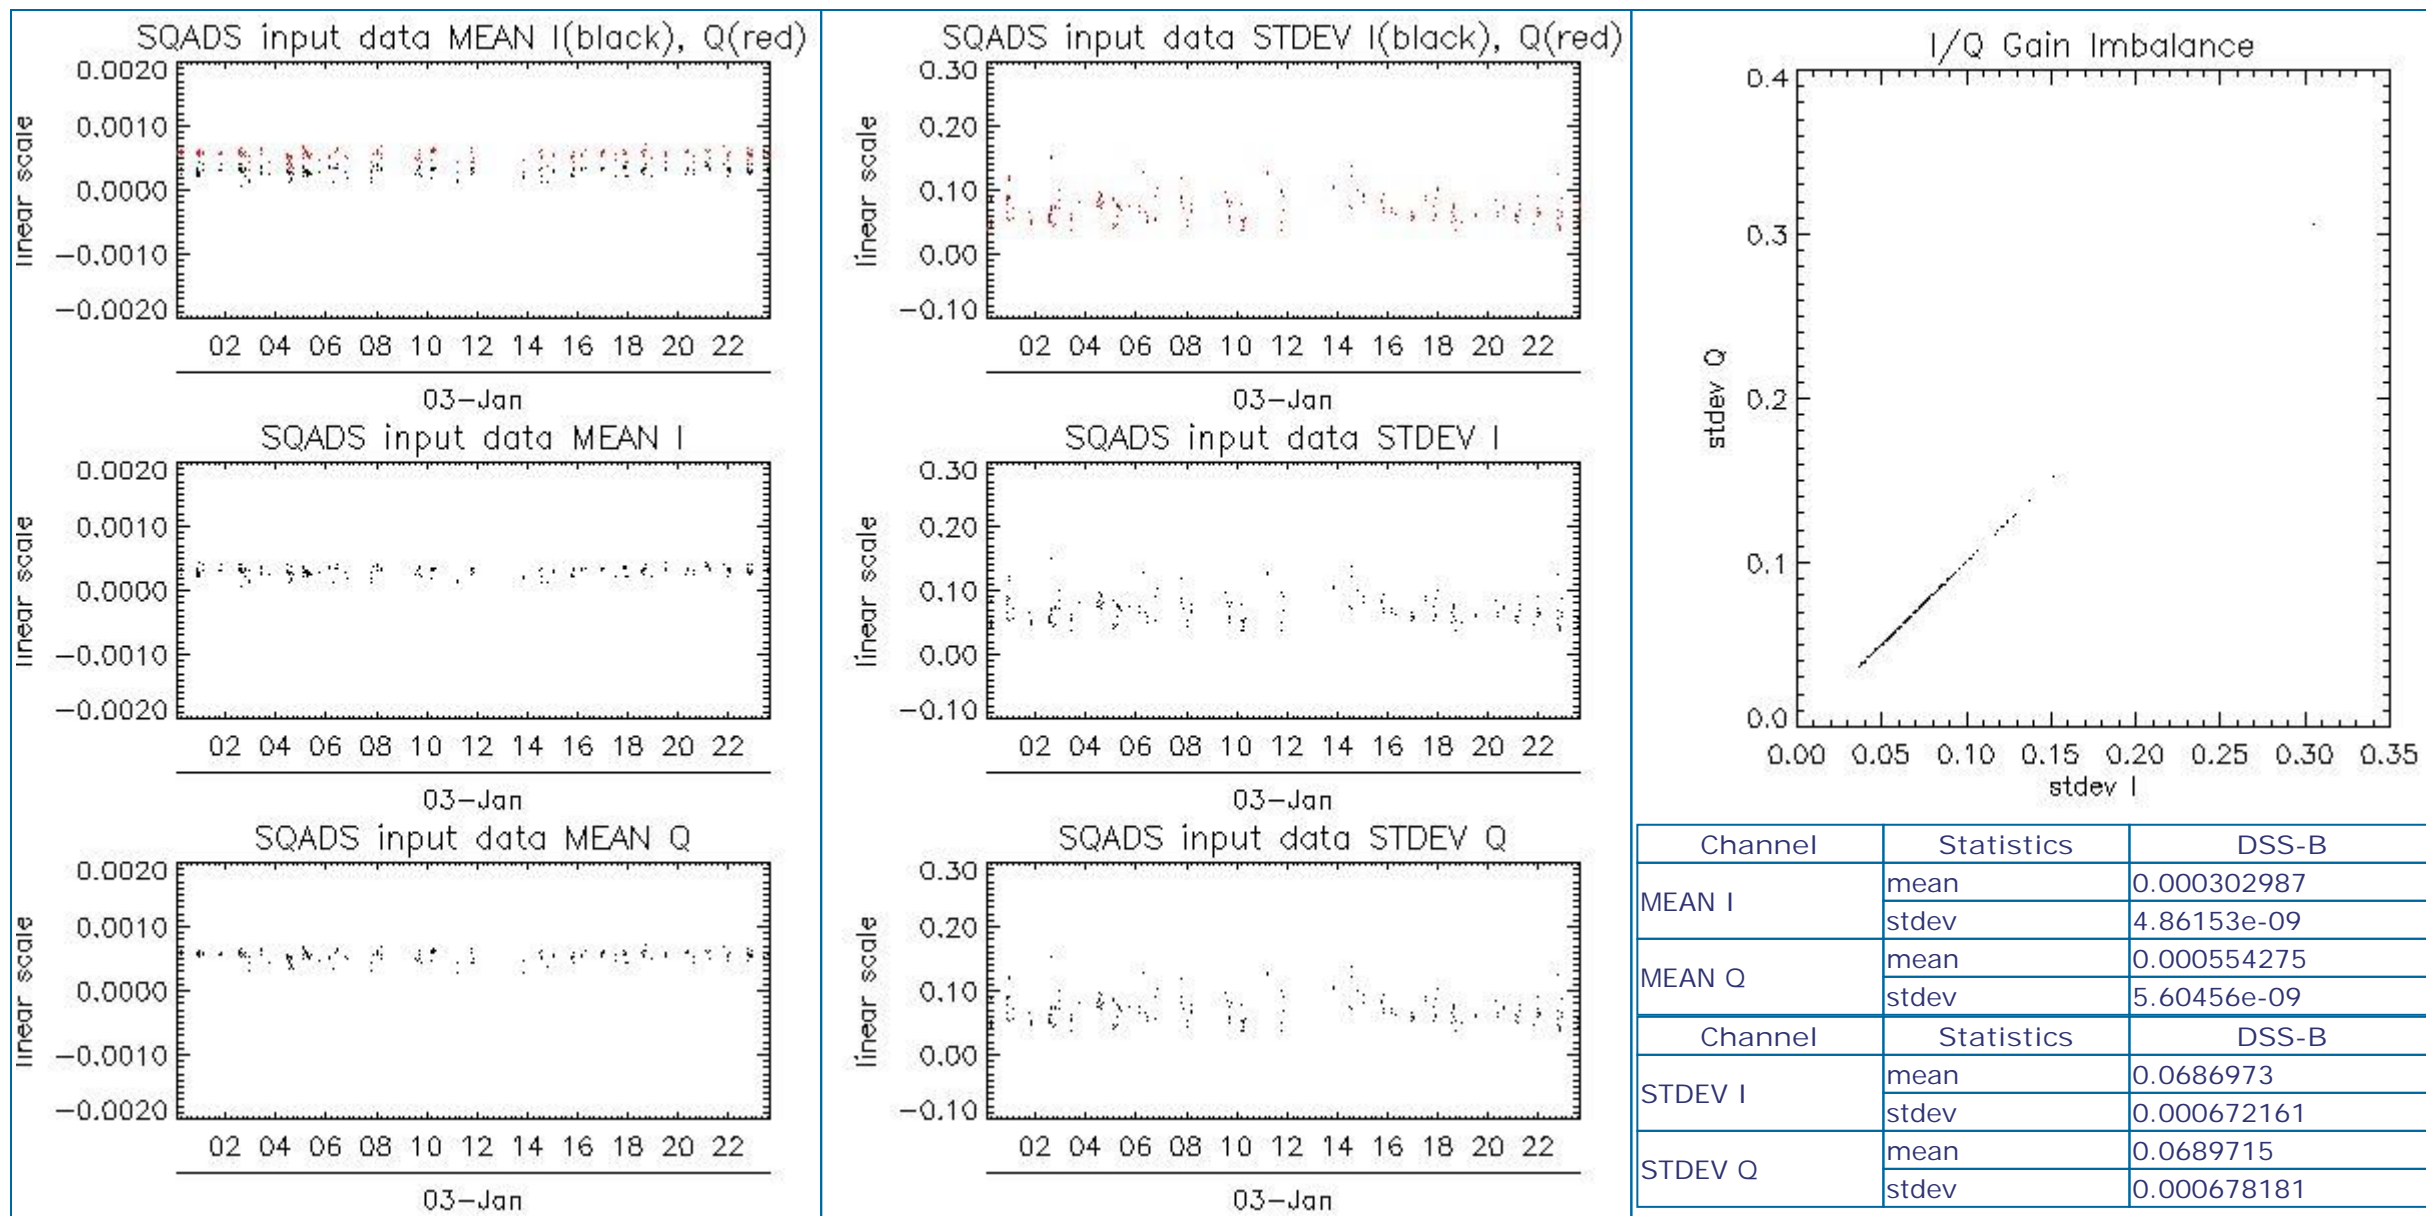 SQADS input data MEAN I(black), Q(red)
0.0020
0.0010
0.0000
−0.0010
−0.0020
linear scale
02 04 06 08 10 12 14 16 18 20 22
03−Jan
SQADS input data MEAN I
0.0020
0.0010
0.0000
−0.0010
−0.0020
linear scale
02 04 06 08 10 12 14 16 18 20 22
03−Jan
SQADS input data MEAN Q
0.0020
0.0010
0.0000
−0.0010
−0.0020
linear scale
02 04 06 08 10 12 14 16 18 20 22
03−Jan
SQADS input data STDEV I(black), Q(red)
0.30
0.20
0.10
0.00
−0.10
linear scale
02 04 06 08 10 12 14 16 18 20 22
03−Jan
SQADS input data STDEV I
0.30
0.20
0.10
0.00
−0.10
linear scale
02 04 06 08 10 12 14 16 18 20 22
03−Jan
SQADS input data STDEV Q
0.30
0.20
0.10
0.00
−0.10
linear scale
02 04 06 08 10 12 14 16 18 20 22
03−Jan
I/Q Gain Imbalance
0.4
0.3
0.2
0.1
0.0
stdev Q
0.00 0.05 0.10 0.15 0.20 0.25 0.30 0.35
stdev I
Channel Statistics DSS-B
MEAN I mean 0.000302987
stdev 4.86153e-09
MEAN Q mean 0.000554275
stdev 5.60456e-09
Channel Statistics DSS-B
STDEV I mean 0.0686973
stdev 0.000672161
STDEV Q mean 0.0689715
stdev 0.000678181